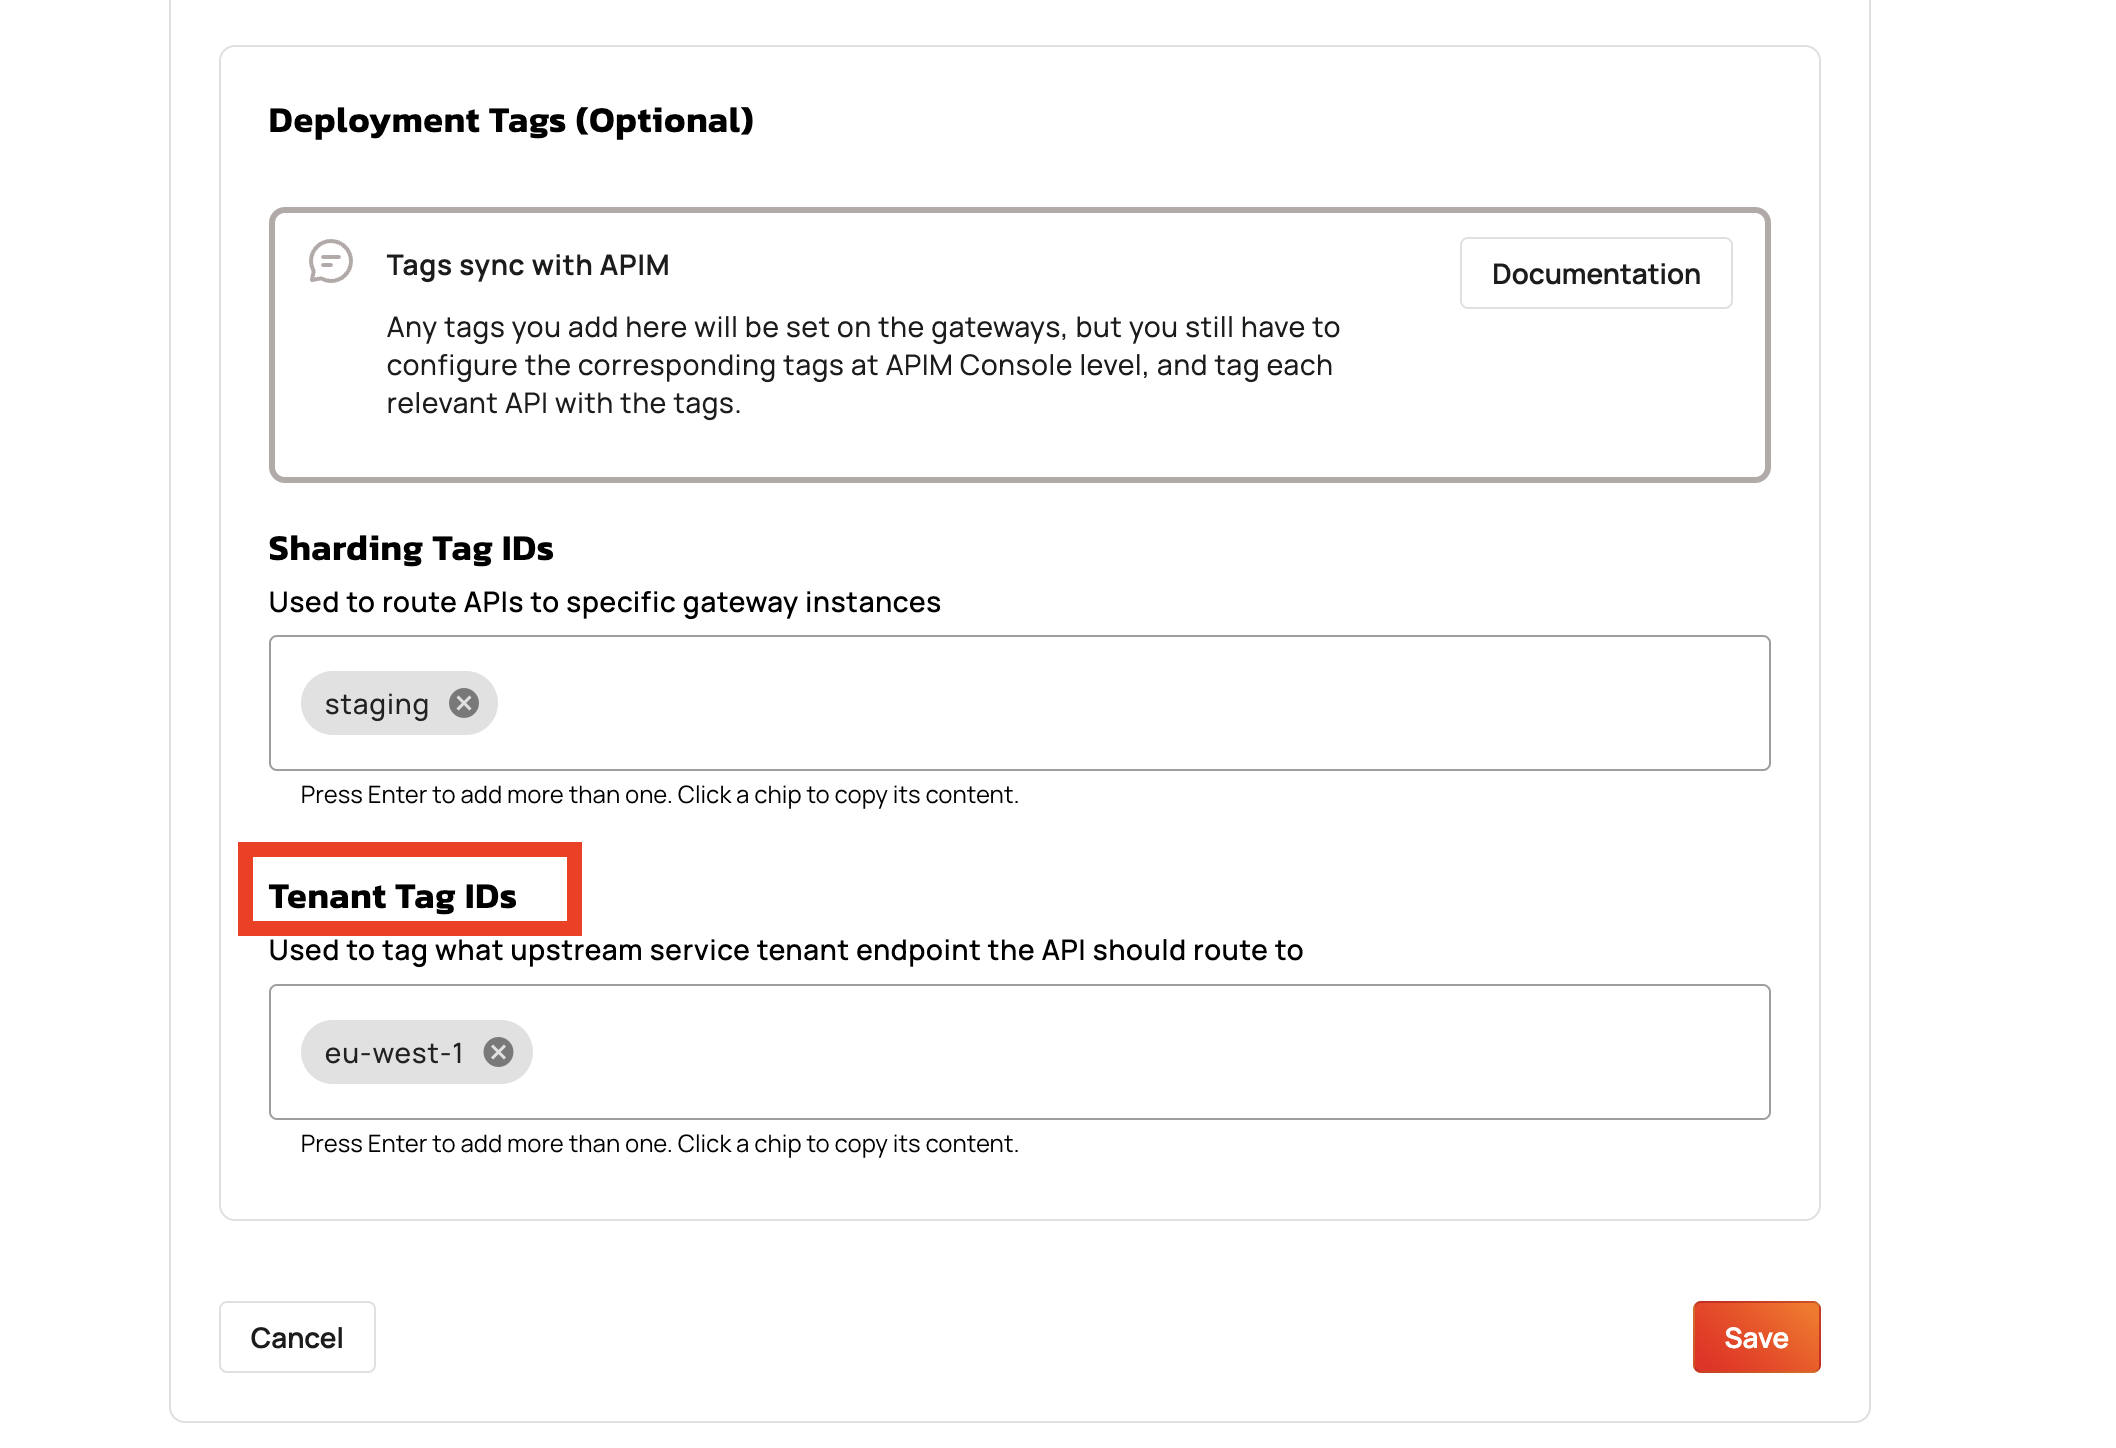 Deployment Tags (Optional)
Tags sync with APIM
Documentation
Any tags you add here will be set on the gateways, but you still have to
configure the corresponding tags at APIM Console level, and tag each
relevant API with the tags.
Sharding Tag IDs
Used to route APIs to specific gateway instances
staging
Press Enter to add more than one. Click a chip to copy its content.
Tenant Tag IDs
Used to tag what upstream service tenant endpoint the API should route to
eu-west-1
Press Enter to add more than one. Click a chip to copy its content.
Cancel
Save